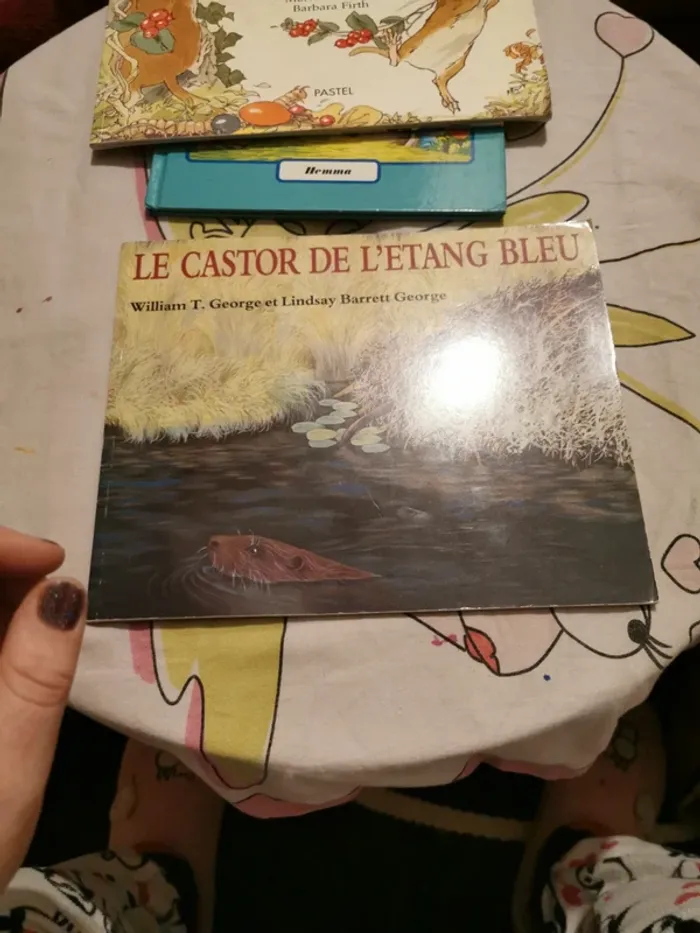 Barbara Firth
PASTEL
Hemma
LE CASTOR DE L'ETANG BLEU
William T. George et Lindsay Barrett George